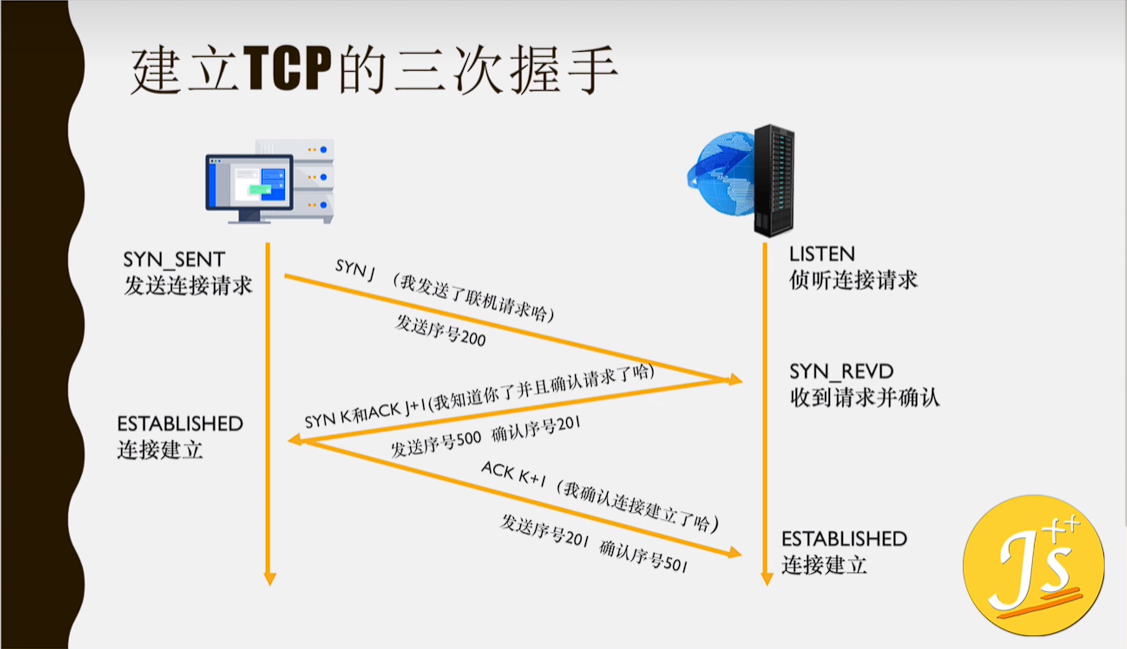 建立TCP的三次握手
SYN_SENT
发送连接请求
LISTEN
侦听连接请求
SYN J （我发送了联机请求哈）
发送序号200
SYN_REVD
收到请求并确认
SYN K和ACK J+1(我知道你了并且确认请求了哈)
发送序号500 确认序号201
ESTABLISHED
连接建立
ACK K+1（我确认连接建立了哈）
发送序号201 确认序号501
ESTABLISHED
连接建立
Js++